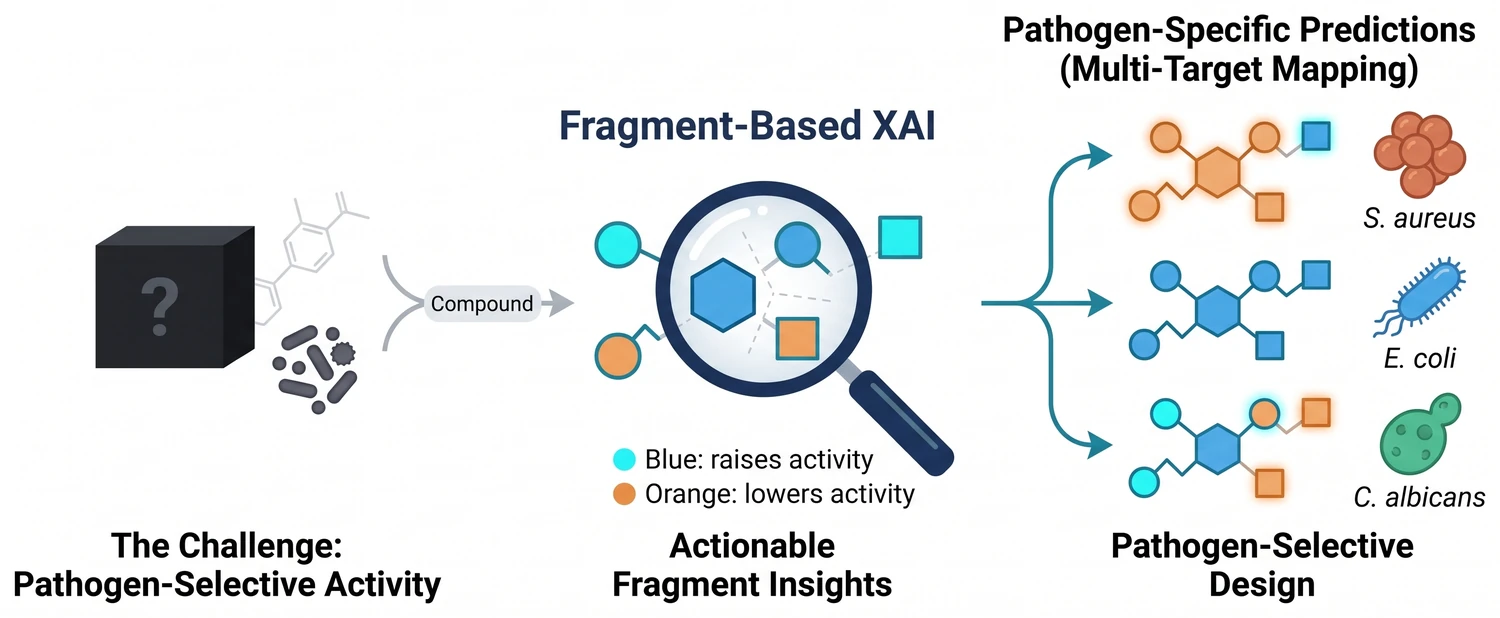 Pathogen-Specific Predictions
(Multi-Target Mapping)
Fragment-Based XAI
?
Compound
S. aureus
E. coli
C. albicans
Blue: raises activity
Orange: lowers activity
The Challenge:
Pathogen-Selective Activity
Actionable
Fragment Insights
Pathogen-Selective
Design